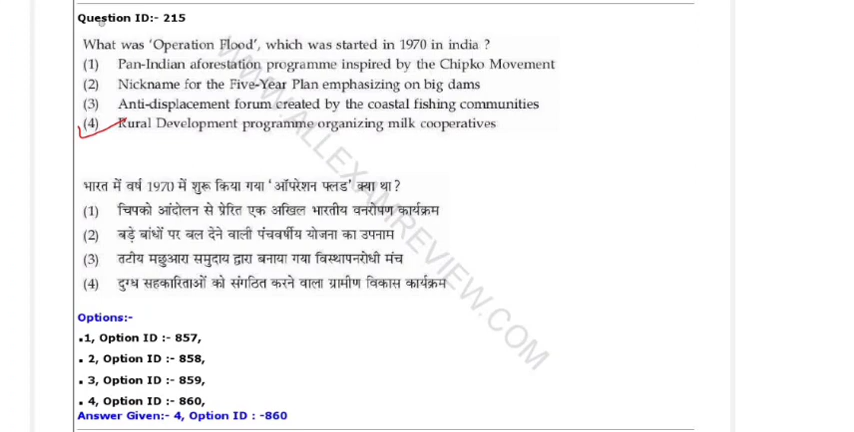 Question ID:- 215
What was 'Operation Flood', which was started in 1970 in india ?
(1) Pan-Indian aforestation programme inspired by the Chipko Movement
(2) Nickname for the Five-Year Plan emphasizing on big dams
(3) Anti-displacement forum created by the coastal fishing communities
(4) Rural Development programme organizing milk cooperatives
भारत में वर्ष 1970 में शुरू किया गया 'ऑपरेशन फ्लड' क्या था ?
(1) चिपको आंदोलन से प्रेरित एक अखिल भारतीय वनरोपण कार्यक्रम
(2) बड़े बांधों पर बल देने वाली पंचवर्षीय योजना का उपनाम
(3) तटीय मछुआरा समुदाय द्वारा बनाया गया विस्थापनरोधी मंच
(4) दुग्ध सहकारिताओं को संगठित करने वाला ग्रामीण विकास कार्यक्रम
WWW.ALLEXAMREVIEW.COM
Options:-
.1, Option ID :- 857,
. 2, Option ID :- 858,
. 3, Option ID :- 859,
. 4, Option ID :- 860,
Answer Given:- 4, Option ID : -860